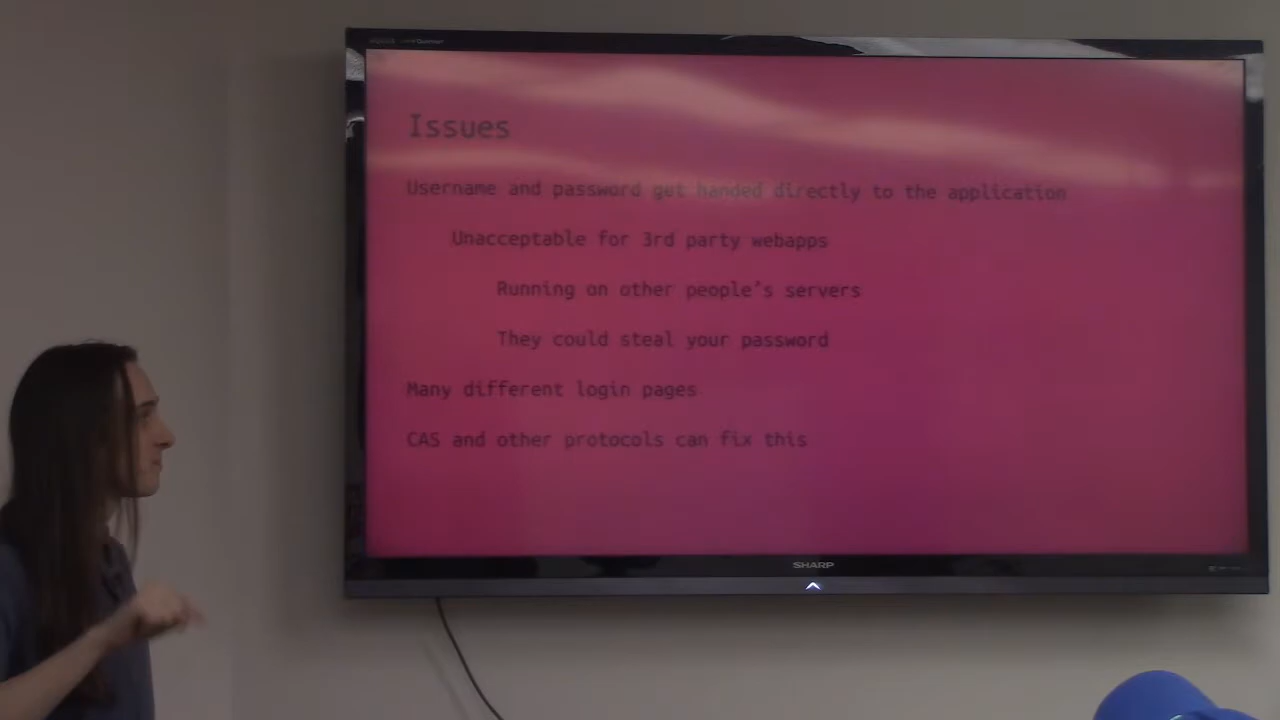 Issues
Username and password get handed directly to the application
Unacceptable for 3rd party webapps
Running on other people's servers
They could steal your password
Many different login pages
CAS and other protocols can fix this
SHARP